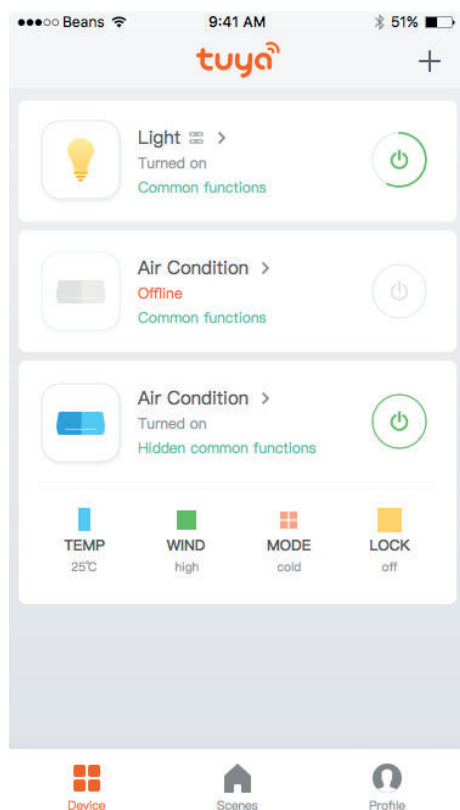 Beans 9:41 AM 51%
tuya
+
Light >
Turned on
Common functions
Air Condition >
Offline
Common functions
Air Condition >
Turned on
Hidden common functions
TEMP WIND MODE LOCK
25℃ high cold off
Device Scenes Profile